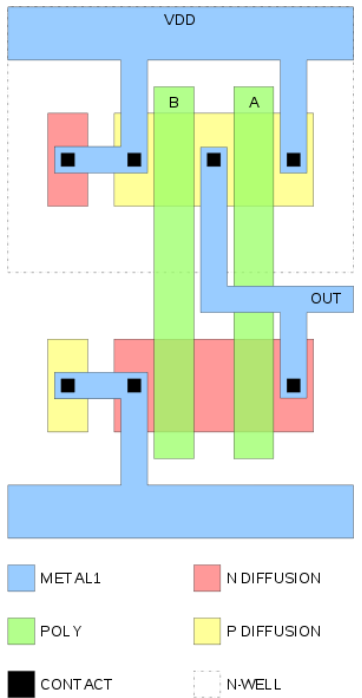 VDD
B A
OUT
METAL1 N DIFFUSION
POLY P DIFFUSION
CONTACT N-WELL